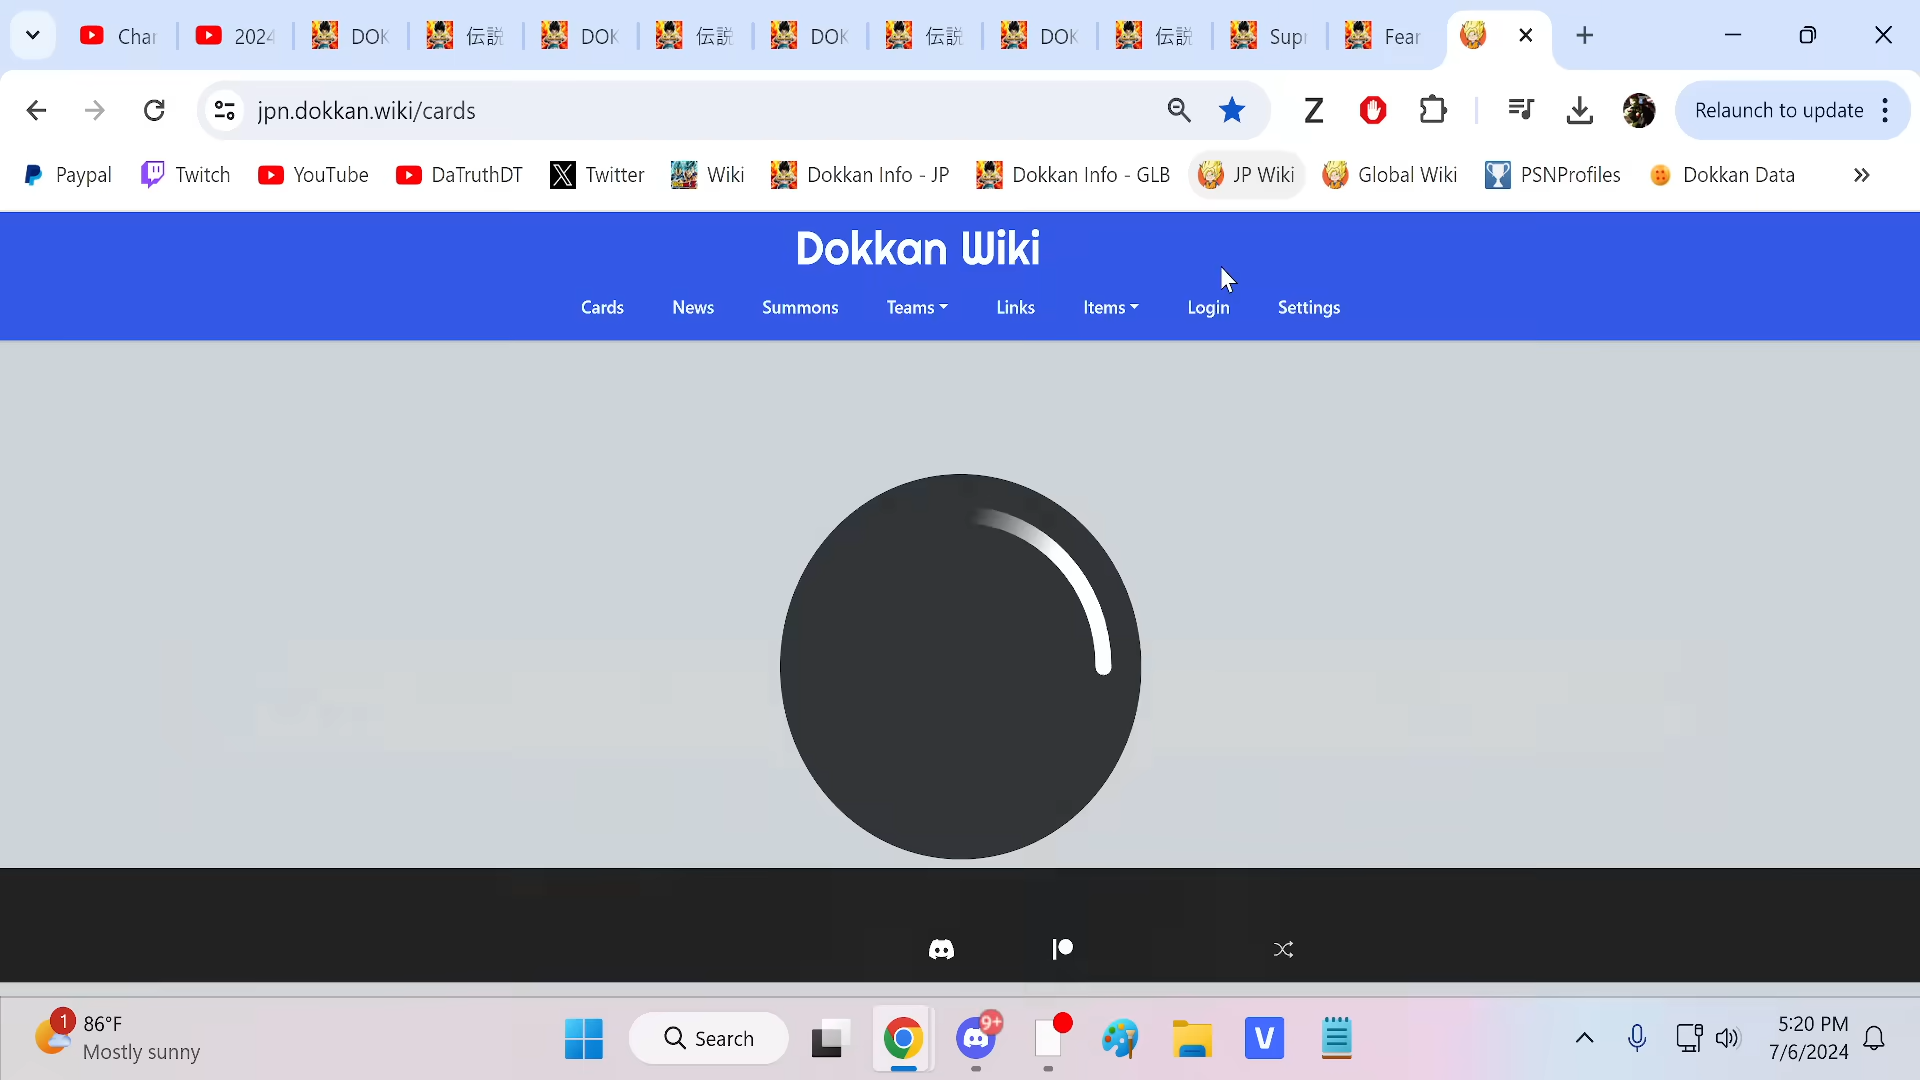 Char 2024 DOK 伝説 DOK 伝説 DOK 伝説 DOK 伝説 Supr Fear
jpn.dokkan.wiki/cards Z Relaunch to update
Paypal Twitch YouTube DaTruthDT Twitter Wiki Dokkan Info - JP Dokkan Info - GLB JP Wiki Global Wiki PSNProfiles Dokkan Data
Dokkan Wiki
Cards News Summons Teams Links Items Login Settings
1 86°F
Mostly sunny
Search
9+
V
5:20 PM
7/6/2024